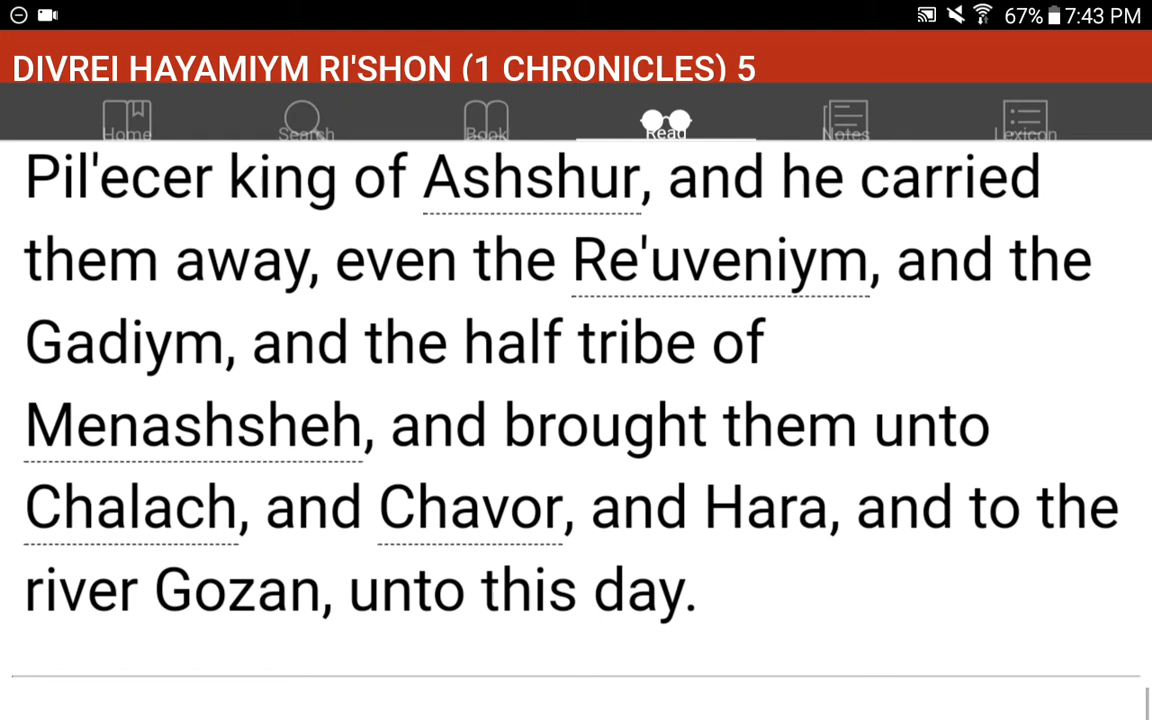 67% 7:43 PM
DIVREI HAYAMIYM RI'SHON (1 CHRONICLES) 5
Home Search Book Read Notes Lexicon
Pil'ecer king of Ashshur, and he carried
them away, even the Re'uveniym, and the
Gadiym, and the half tribe of
Menashsheh, and brought them unto
Chalach, and Chavor, and Hara, and to the
river Gozan, unto this day.